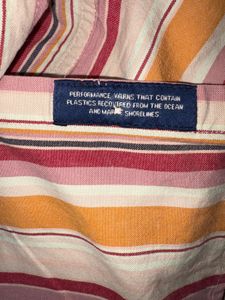 PERFORMANCE YARNS THAT CONTAIN
PLASTICS RECOVERED FROM THE OCEAN
AND MARINE SHORELINES